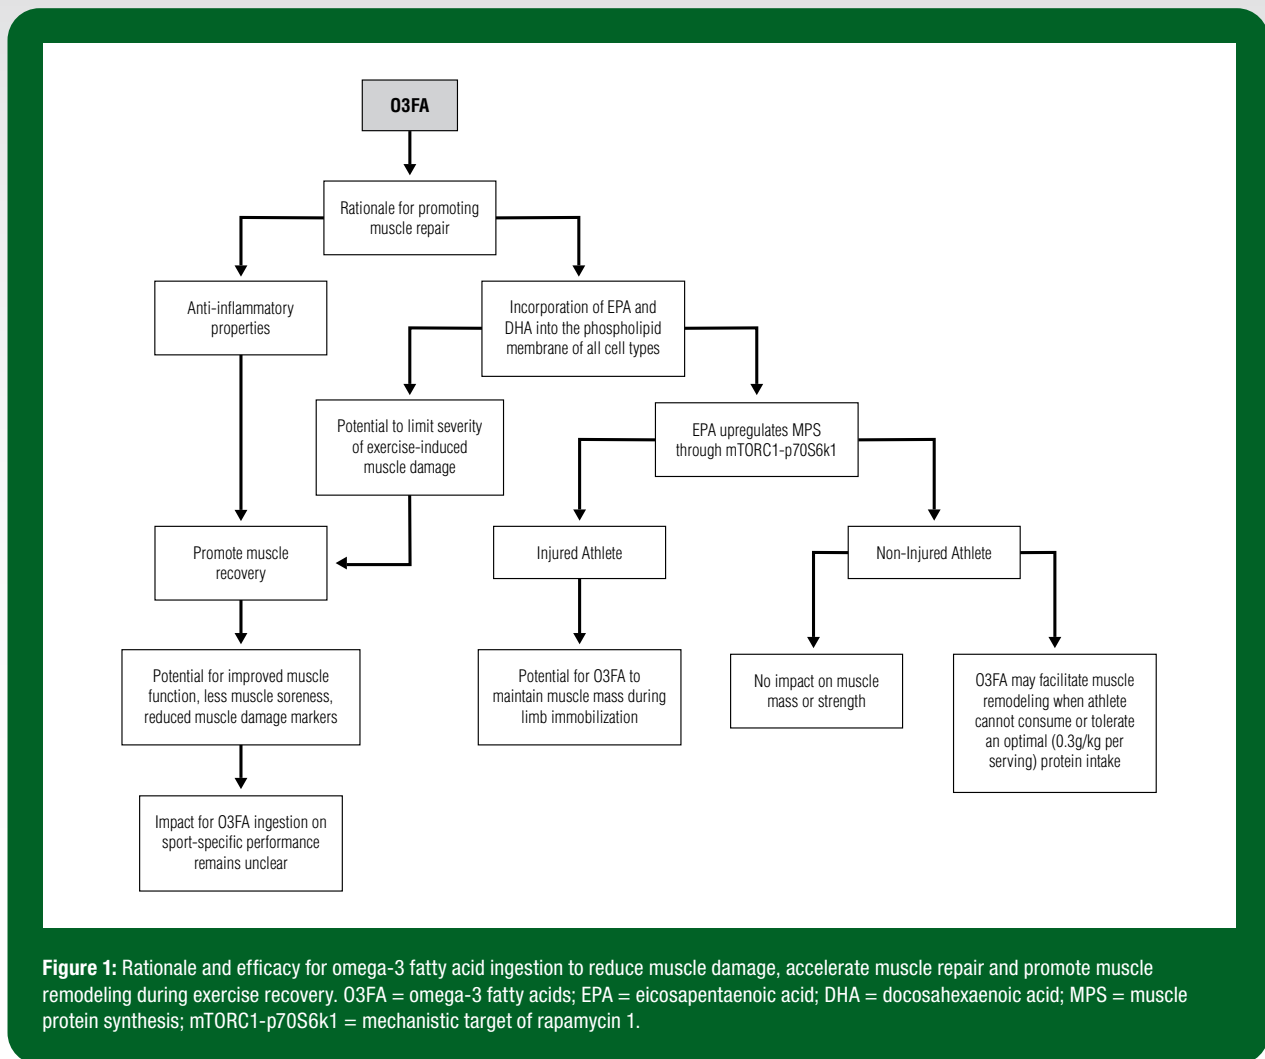 O3FA
Rationale for promoting
muscle repair
Anti-inflammatory
properties
Incorporation of EPA and
DHA into the phospholipid
membrane of all cell types
Potential to limit severity
of exercise-induced
muscle damage
EPA upregulates MPS
through mTORC1-p70S6k1
Promote muscle
recovery
Injured Athlete
Non-Injured Athlete
Potential for improved muscle
function, less muscle soreness,
reduced muscle damage markers
Potential for O3FA to
maintain muscle mass during
limb immobilization
No impact on muscle
mass or strength
O3FA may facilitate muscle
remodeling when athlete
cannot consume or tolerate
an optimal (0.3g/kg per
serving) protein intake
Impact for O3FA ingestion on
sport-specific performance
remains unclear
Figure 1: Rationale and efficacy for omega-3 fatty acid ingestion to reduce muscle damage, accelerate muscle repair and promote muscle
remodeling during exercise recovery. O3FA = omega-3 fatty acids; EPA = eicosapentaenoic acid; DHA = docosahexaenoic acid; MPS = muscle
protein synthesis; mTORC1-p70S6k1 = mechanistic target of rapamycin 1.